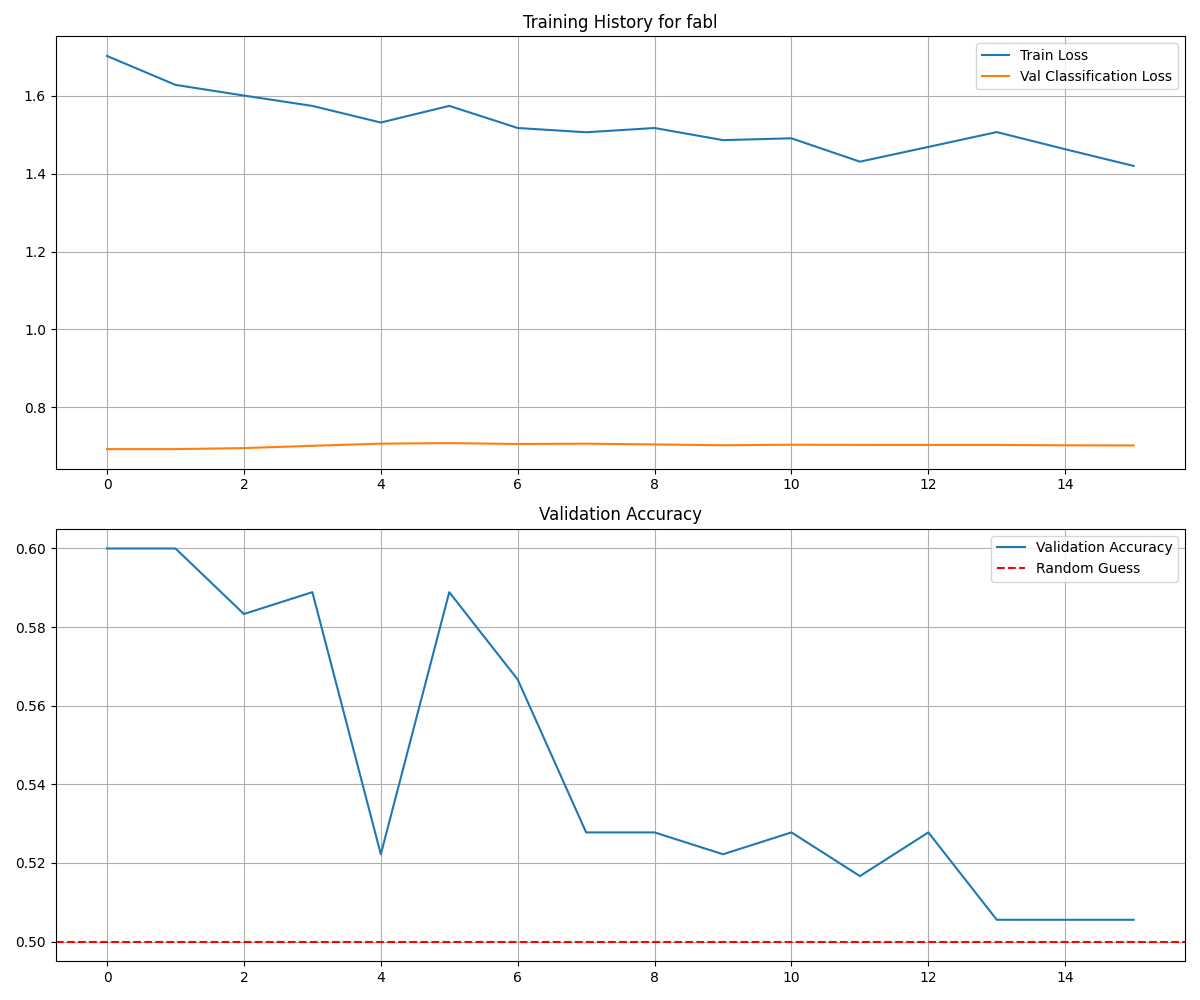 Training History for fabl
Train Loss
Val Classification Loss
1.6
1.4
1.2
1.0
0.8
0 2 4 6 8 10 12 14
Validation Accuracy
Validation Accuracy
Random Guess
0.60
0.58
0.56
0.54
0.52
0.50
0 2 4 6 8 10 12 14